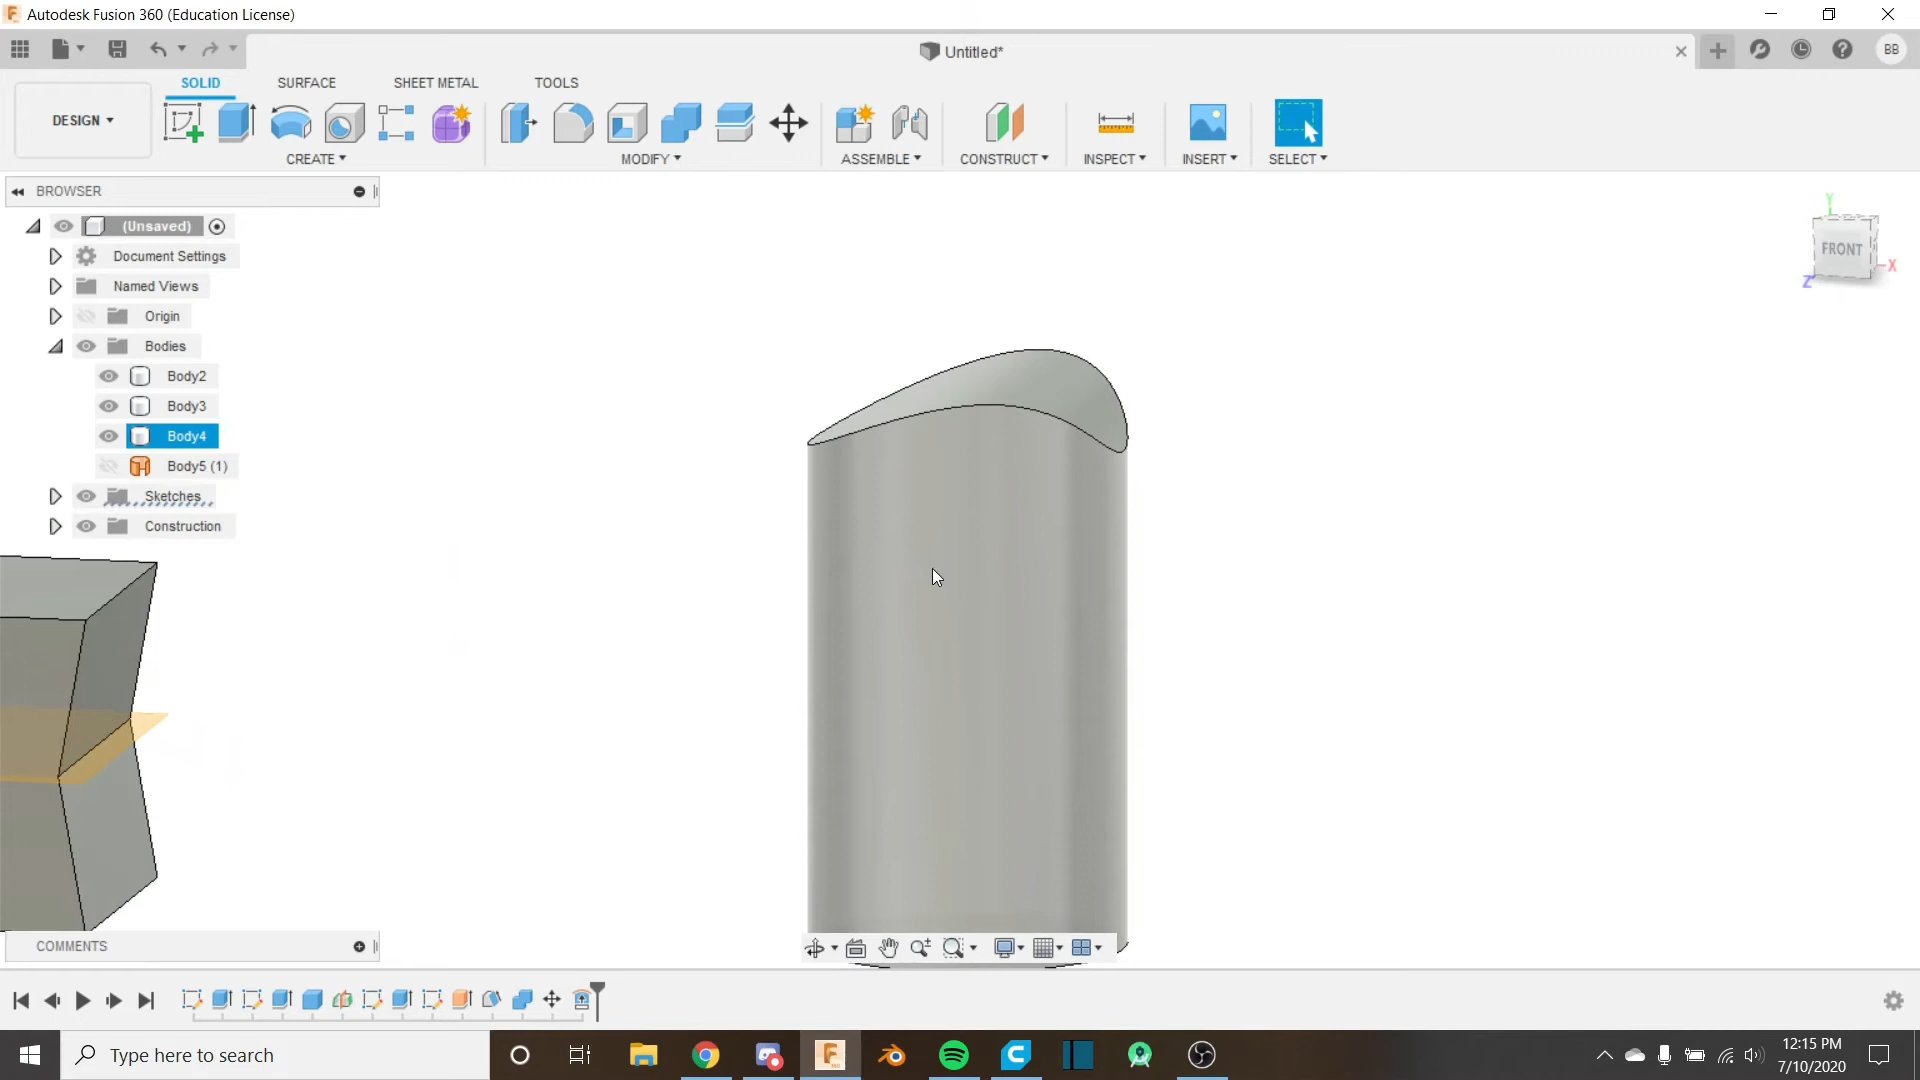 Autodesk Fusion 360 (Education License)
Untitled*
BB
SOLID
SURFACE
SHEET METAL
TOOLS
DESIGN
CREATE
MODIFY
ASSEMBLE
CONSTRUCT
INSPECT
INSERT
SELECT
BROWSER
(Unsaved)
Document Settings
Named Views
Origin
Bodies
Body2
Body3
Body4
Body5 (1)
Sketches
Construction
Y
FRONT
X
Z
COMMENTS
Type here to search
12:15 PM
7/10/2020